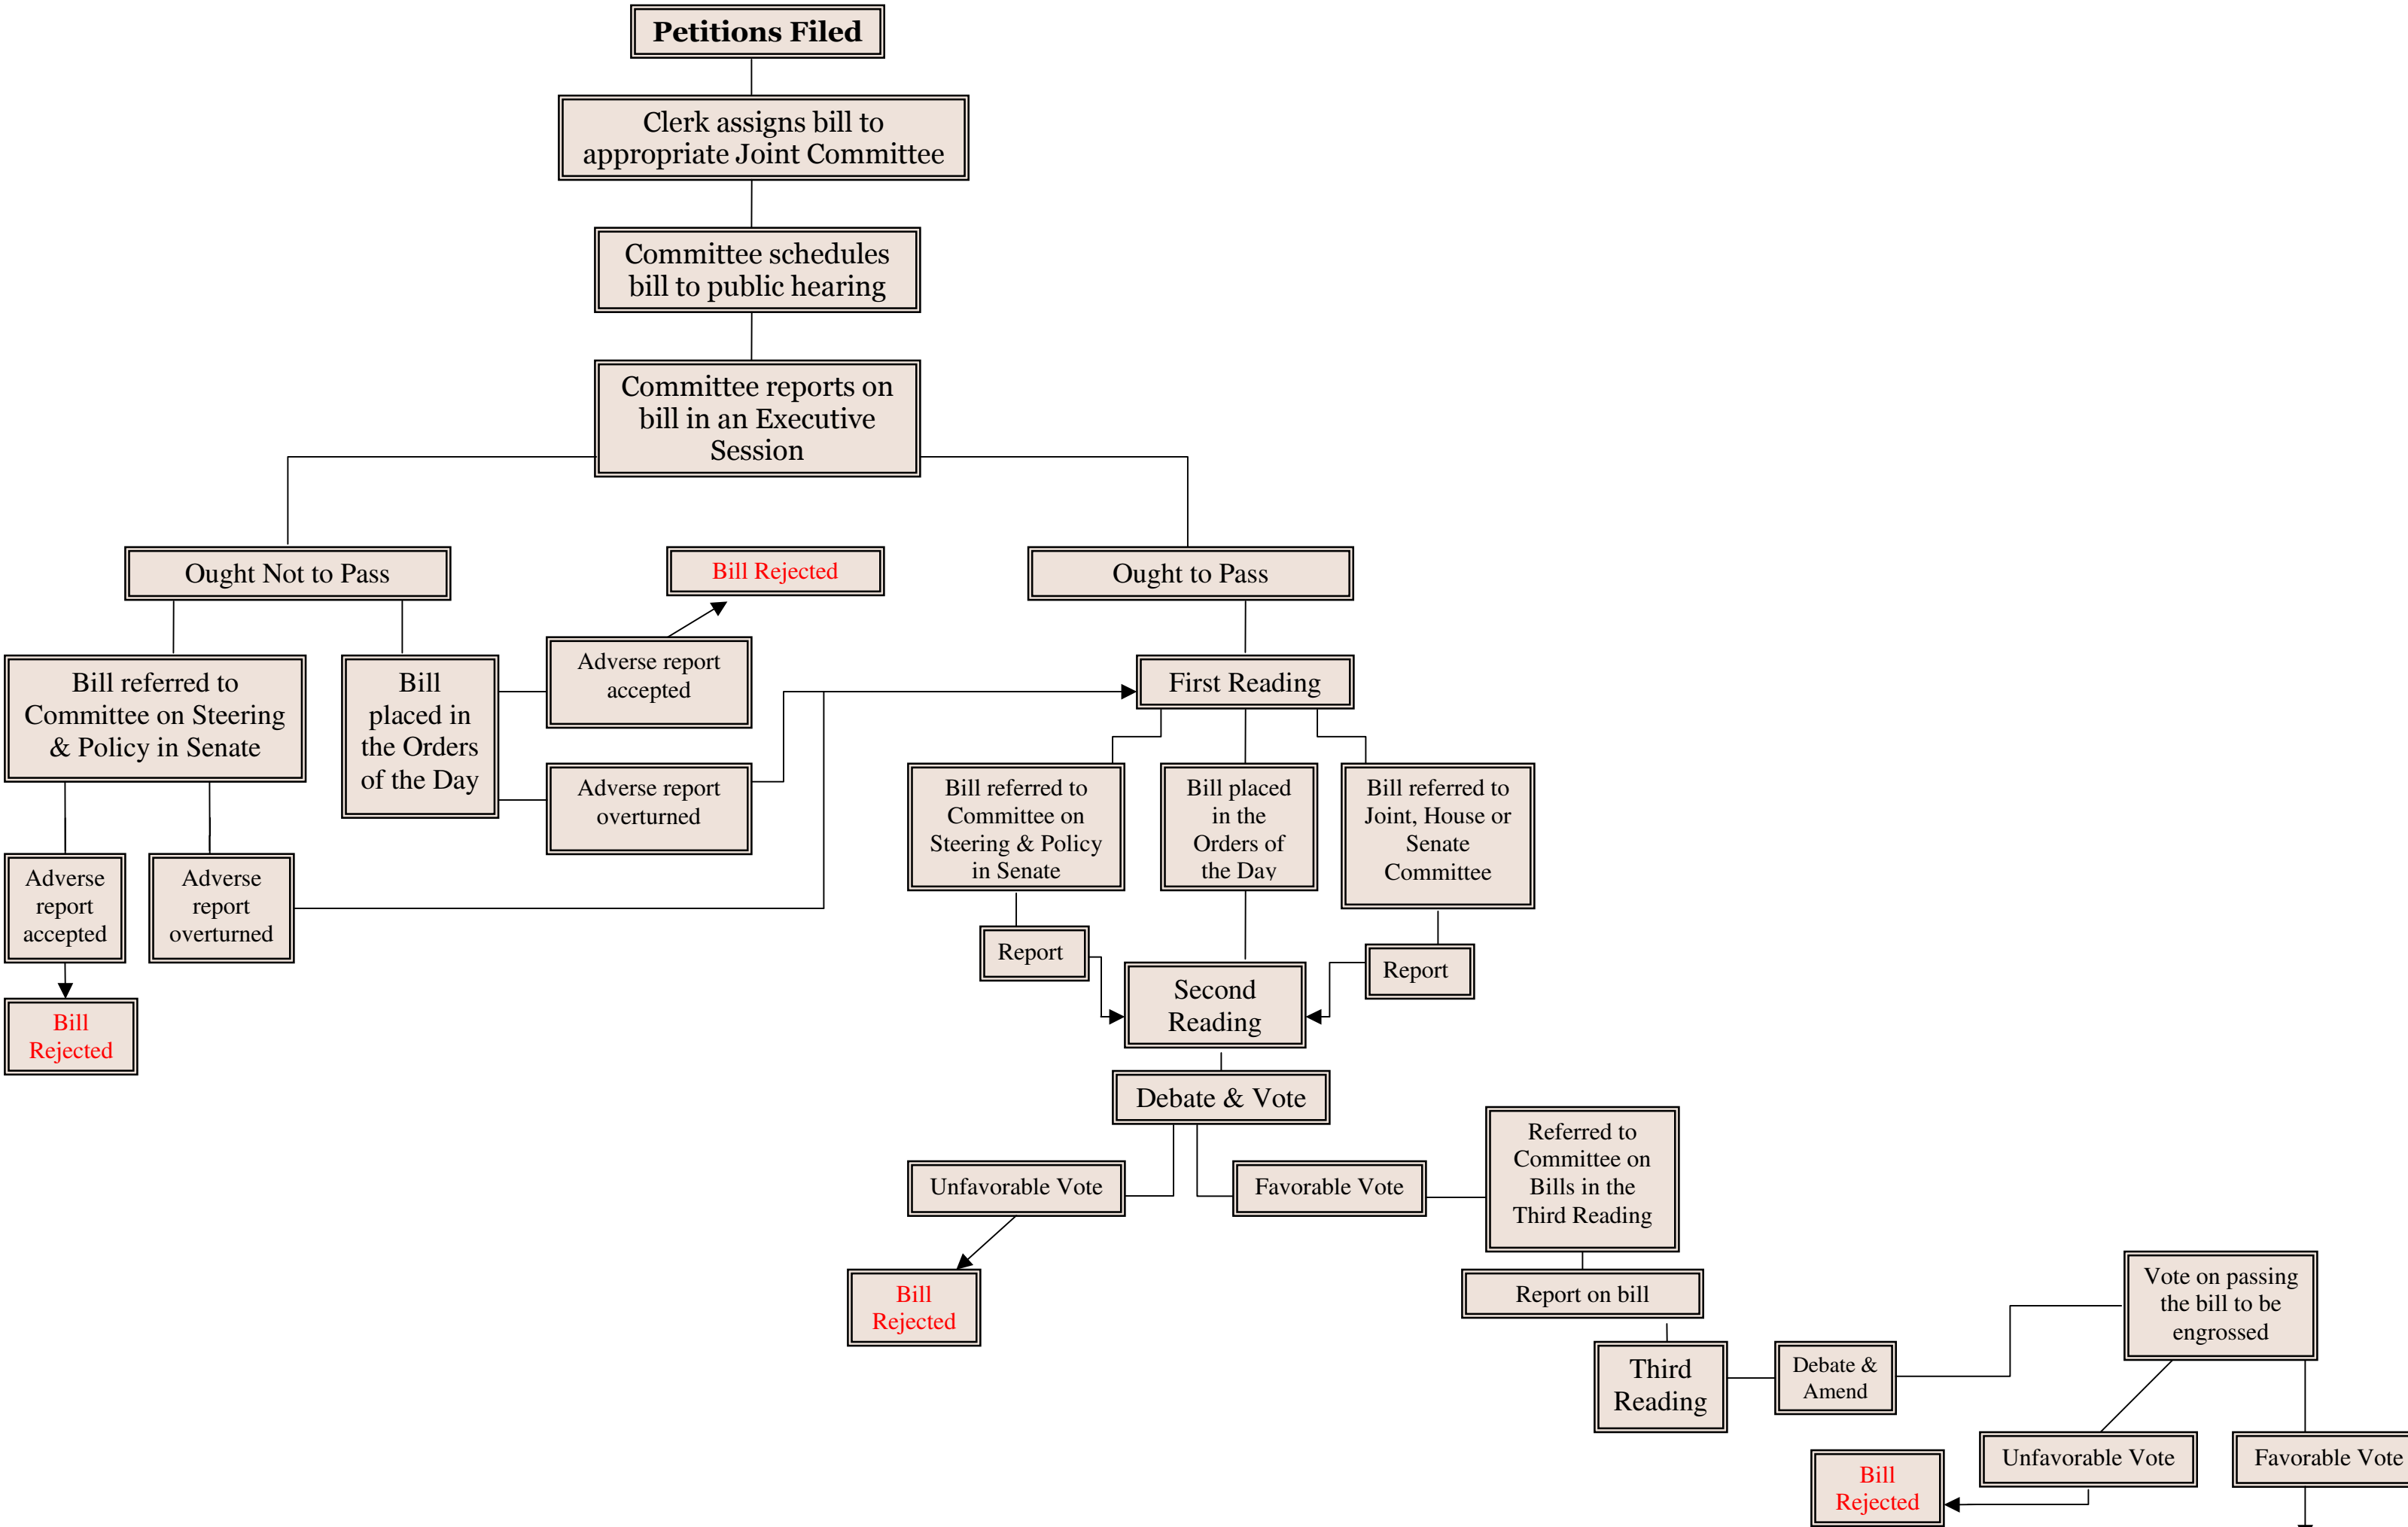 Petitions Filed
Clerk assigns bill to
appropriate Joint Committee
Committee schedules
bill to public hearing
Committee reports on
bill in an Executive
Session
Ought Not to Pass
Bill Rejected
Ought to Pass
Bill referred to
Committee on Steering
& Policy in Senate
Bill
placed in
the Orders
of the Day
Adverse report
accepted
Adverse report
overturned
First Reading
Adverse
report
accepted
Adverse
report
overturned
Bill
Rejected
Bill referred to
Committee on
Steering & Policy
in Senate
Bill placed
in the
Orders of
the Day
Bill referred to
Joint, House or
Senate
Committee
Report
Report
Second
Reading
Debate & Vote
Unfavorable Vote
Favorable Vote
Referred to
Committee on
Bills in the
Third Reading
Bill
Rejected
Report on bill
Third
Reading
Debate &
Amend
Vote on passing
the bill to be
engrossed
Unfavorable Vote
Favorable Vote
Bill
Rejected